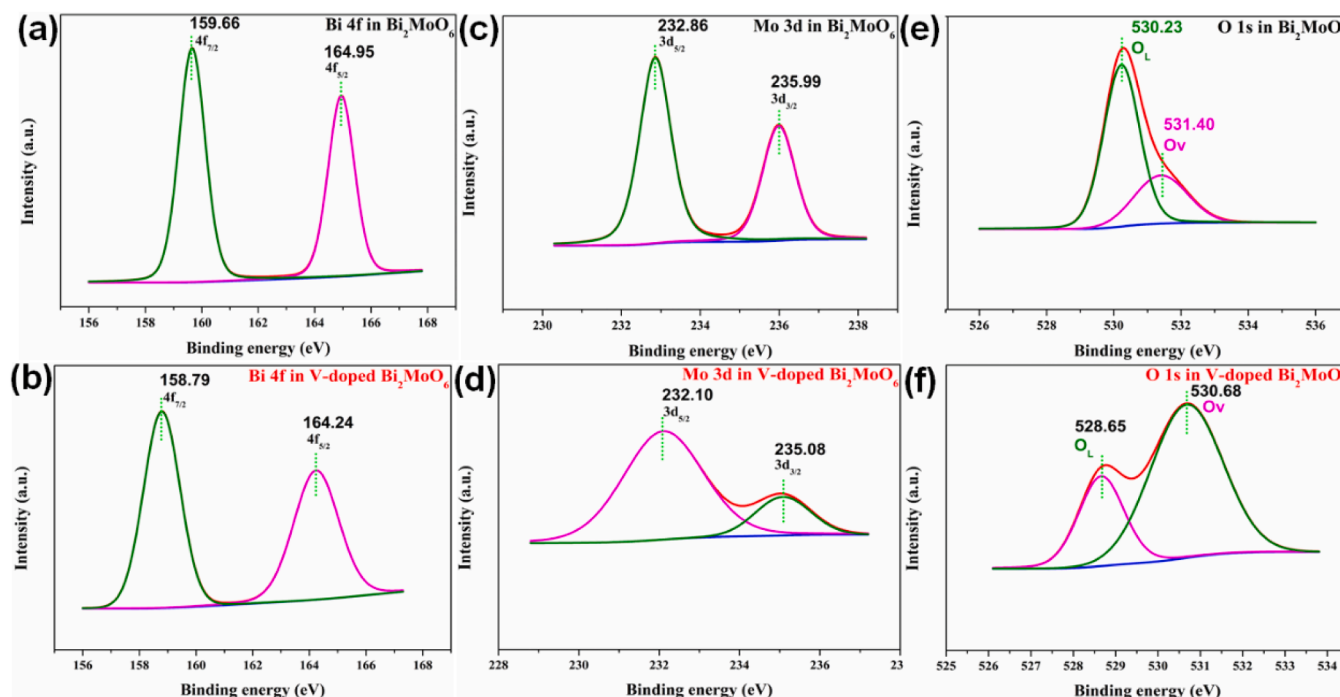 (a)
Bi 4f in Bi₂MoO₆
159.66
4f₇/₂
164.95
4f₅/₂
Intensity (a.u.)
156 158 160 162 164 166 168
Binding energy (eV)
(c)
Mo 3d in Bi₂MoO₆
232.86
3d₅/₂
235.99
3d₃/₂
Intensity (a.u.)
230 232 234 236 238
Binding energy (eV)
(e)
O 1s in Bi₂MoO
530.23
O_L
531.40
Ov
Intensity (a.u.)
526 528 530 532 534 536
Binding energy (eV)
(b)
Bi 4f in V-doped Bi₂MoO₆
158.79
4f₇/₂
164.24
4f₅/₂
Intensity (a.u.)
156 158 160 162 164 166 168
Binding energy (eV)
(d)
Mo 3d in V-doped Bi₂MoO₆
232.10
3d₅/₂
235.08
3d₃/₂
Intensity (a.u.)
228 230 232 234 236 23
Binding energy (eV)
(f)
O 1s in V-doped Bi₂MoO
530.68
Ov
528.65
O_L
Intensity (a.u.)
525 526 527 528 529 530 531 532 533 534
Binding energy (eV)